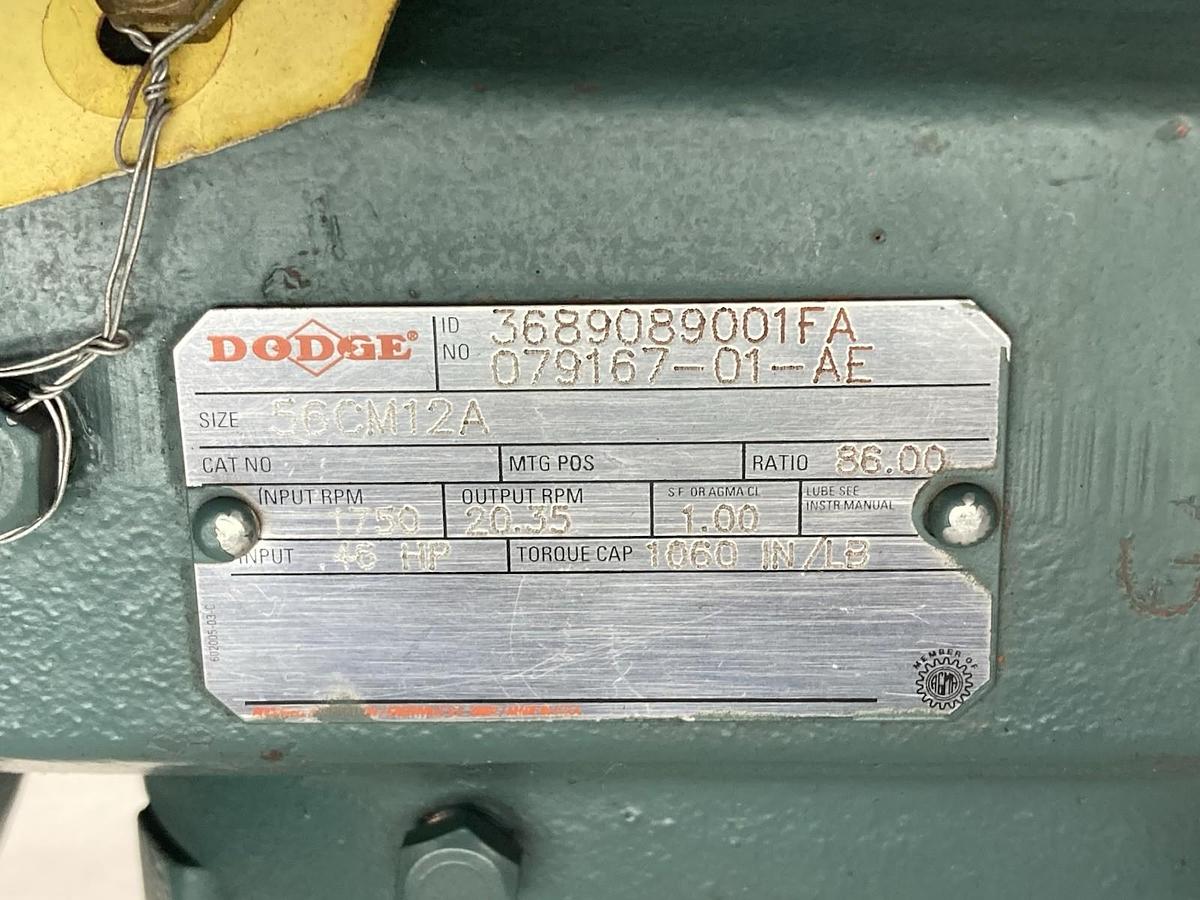 DODGE®
ID NO 3689089001FA
079167-01-AE
SIZE 56CM12A
CAT NO MTG POS RATIO 86.00
INPUT RPM 1750 OUTPUT RPM 20.35 S.F. OR AGMA CL 1.00 LUBE SEE INSTR MANUAL
INPUT .46 HP TORQUE CAP 1060 IN/LB
602005-03-C
MEMBER OF
AGMA